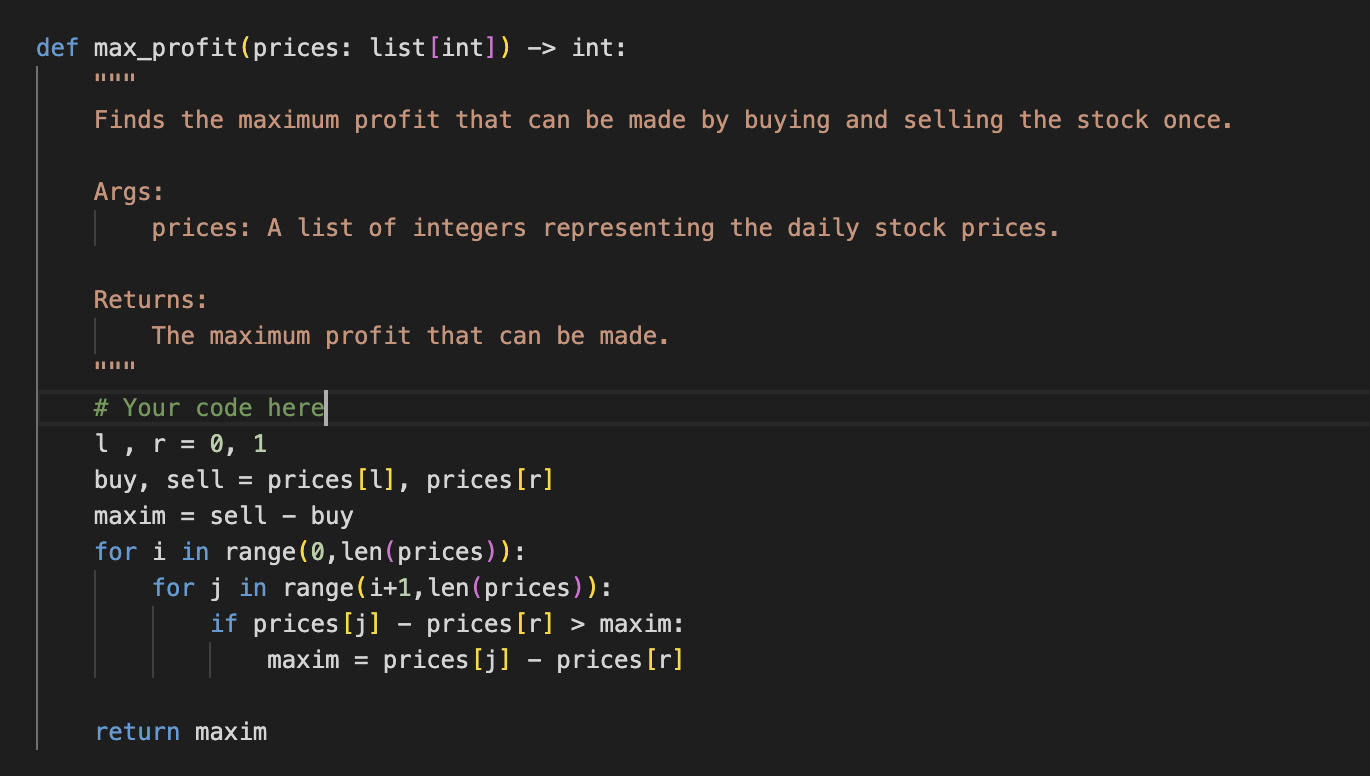 def max_profit(prices: list[int]) -> int:
    """
    Finds the maximum profit that can be made by buying and selling the stock once.

    Args:
        prices: A list of integers representing the daily stock prices.

    Returns:
        The maximum profit that can be made.
    """
    # Your code here
    l , r = 0, 1
    buy, sell = prices[l], prices[r]
    maxim = sell - buy
    for i in range(0,len(prices)):
        for j in range(i+1,len(prices)):
            if prices[j] - prices[r] > maxim:
                maxim = prices[j] - prices[r]

    return maxim